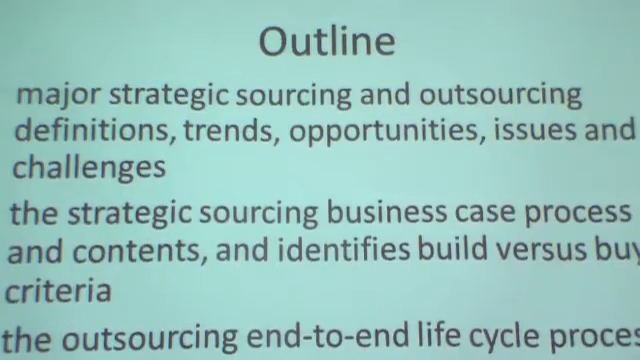 Outline
major strategic sourcing and outsourcing
definitions, trends, opportunities, issues and
challenges
the strategic sourcing business case process
and contents, and identifies build versus buy
criteria
the outsourcing end-to-end life cycle proces